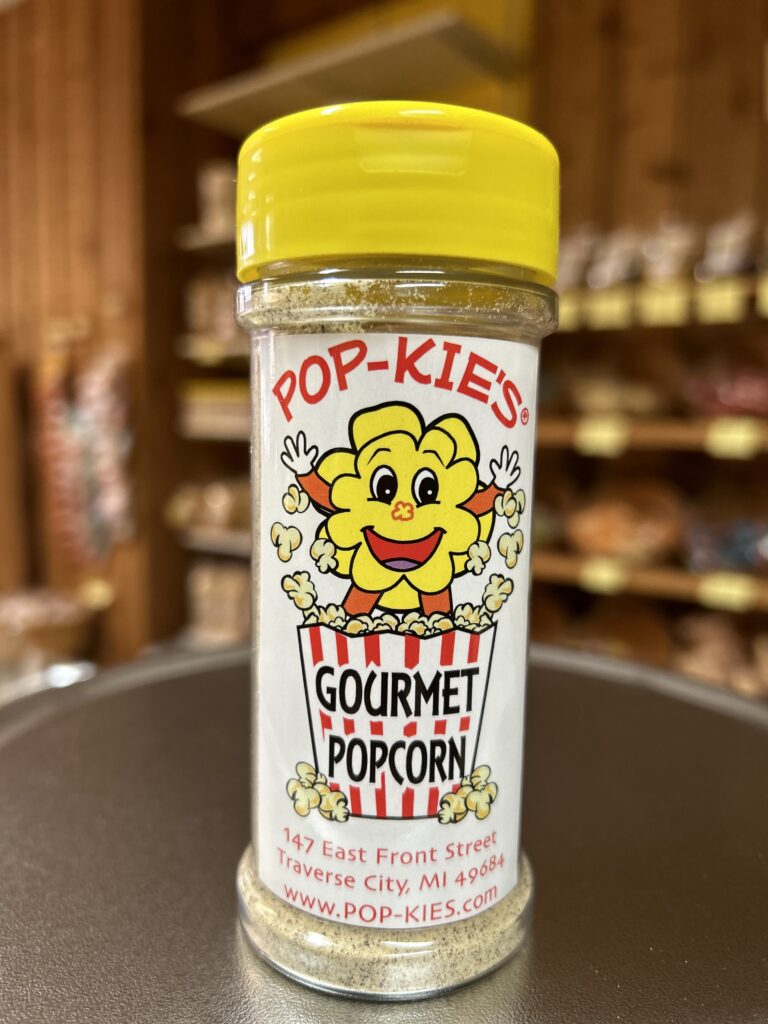 POP-KIE'S®
GOURMET
POPCORN
147 East Front Street
Traverse City, MI 49684
www.POP-KIES.com